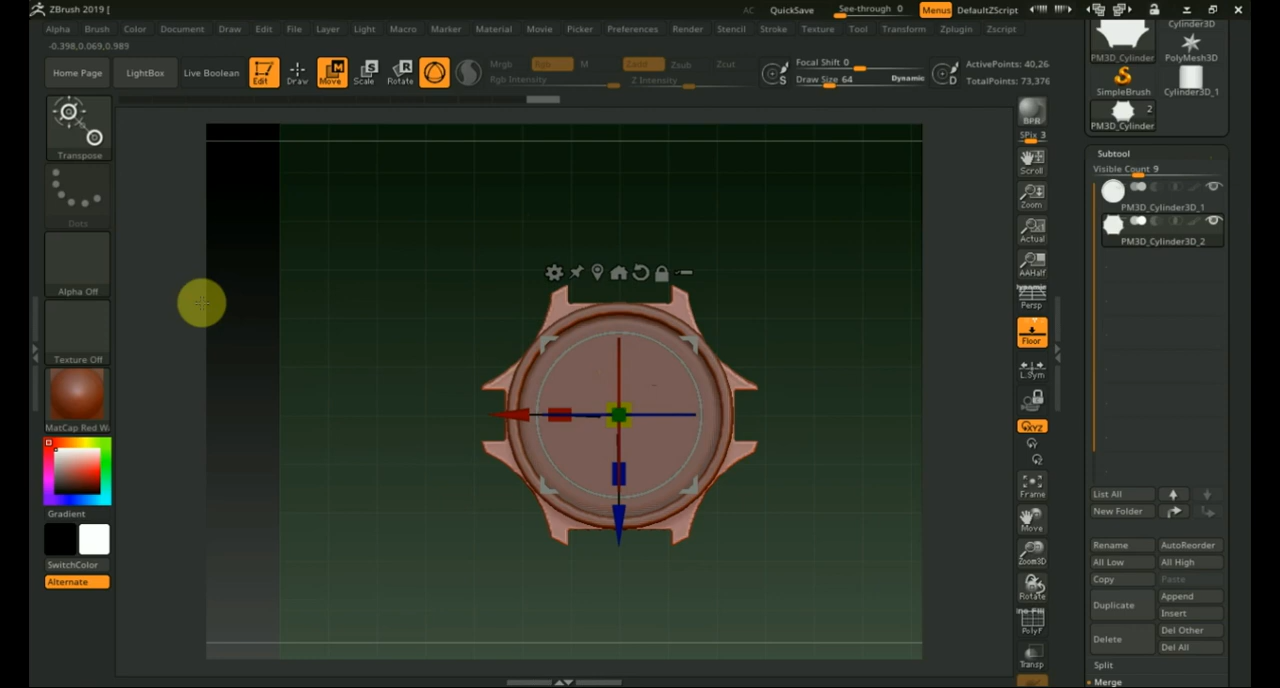 ZBrush 2019 [
AC QuickSave See-through 0 Menus DefaultZScript
Alpha Brush Color Document Draw Edit File Layer Light Macro Marker Material Movie Picker Preferences Render Stencil Stroke Texture Tool Transform Zplugin Zscript
-0.398,0.069,0.989
Home Page LightBox Live Boolean Edit Draw Move Scale Rotate
Mrgb Rgb M Zadd Zsub Zcut
Rgb Intensity Z Intensity
Focal Shift 0
Draw Size 64 Dynamic
ActivePoints: 40,26
TotalPoints: 73,376
Transpose
Dots
Alpha Off
Texture Off
MatCap Red W
Gradient
SwitchColor
Alternate
BPR
SPix 3
Scroll
Zoom
Actual
AAHalf
Dynamic
Persp
Floor
L.Sym
XYZ
Frame
Move
Zoom3D
Rotate
Line Fill
PolyF
Transp
Cylinder3D
PM3D_Cylinder PolyMesh3D
SimpleBrush Cylinder3D_1
2
PM3D_Cylinder
Subtool
Visible Count 9
PM3D_Cylinder3D_1
PM3D_Cylinder3D_2
List All
New Folder
Rename AutoReorder
All Low All High
Copy Paste
Duplicate Append
Insert
Delete Del Other
Del All
Split
Merge